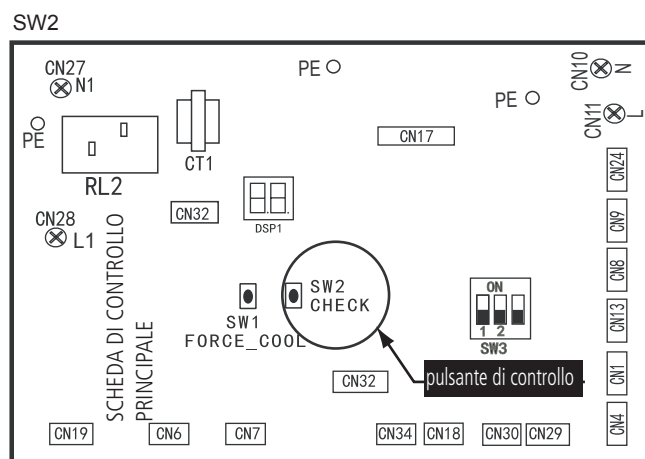 SW2
CN27
N1
PE
CN10
N
PE
CN11
L
PE
CT1
CN17
RL2
CN24
CN32
DSP1
CN9
CN28
L1
SCHEDA DI CONTROLLO
PRINCIPALE
CN8
SW2
CHECK
ON
1 2
SW3
SW1
FORCE_COOL
CN13
CN32
pulsante di controllo
CN1
CN19
CN6
CN7
CN34
CN18
CN30
CN29
CN4